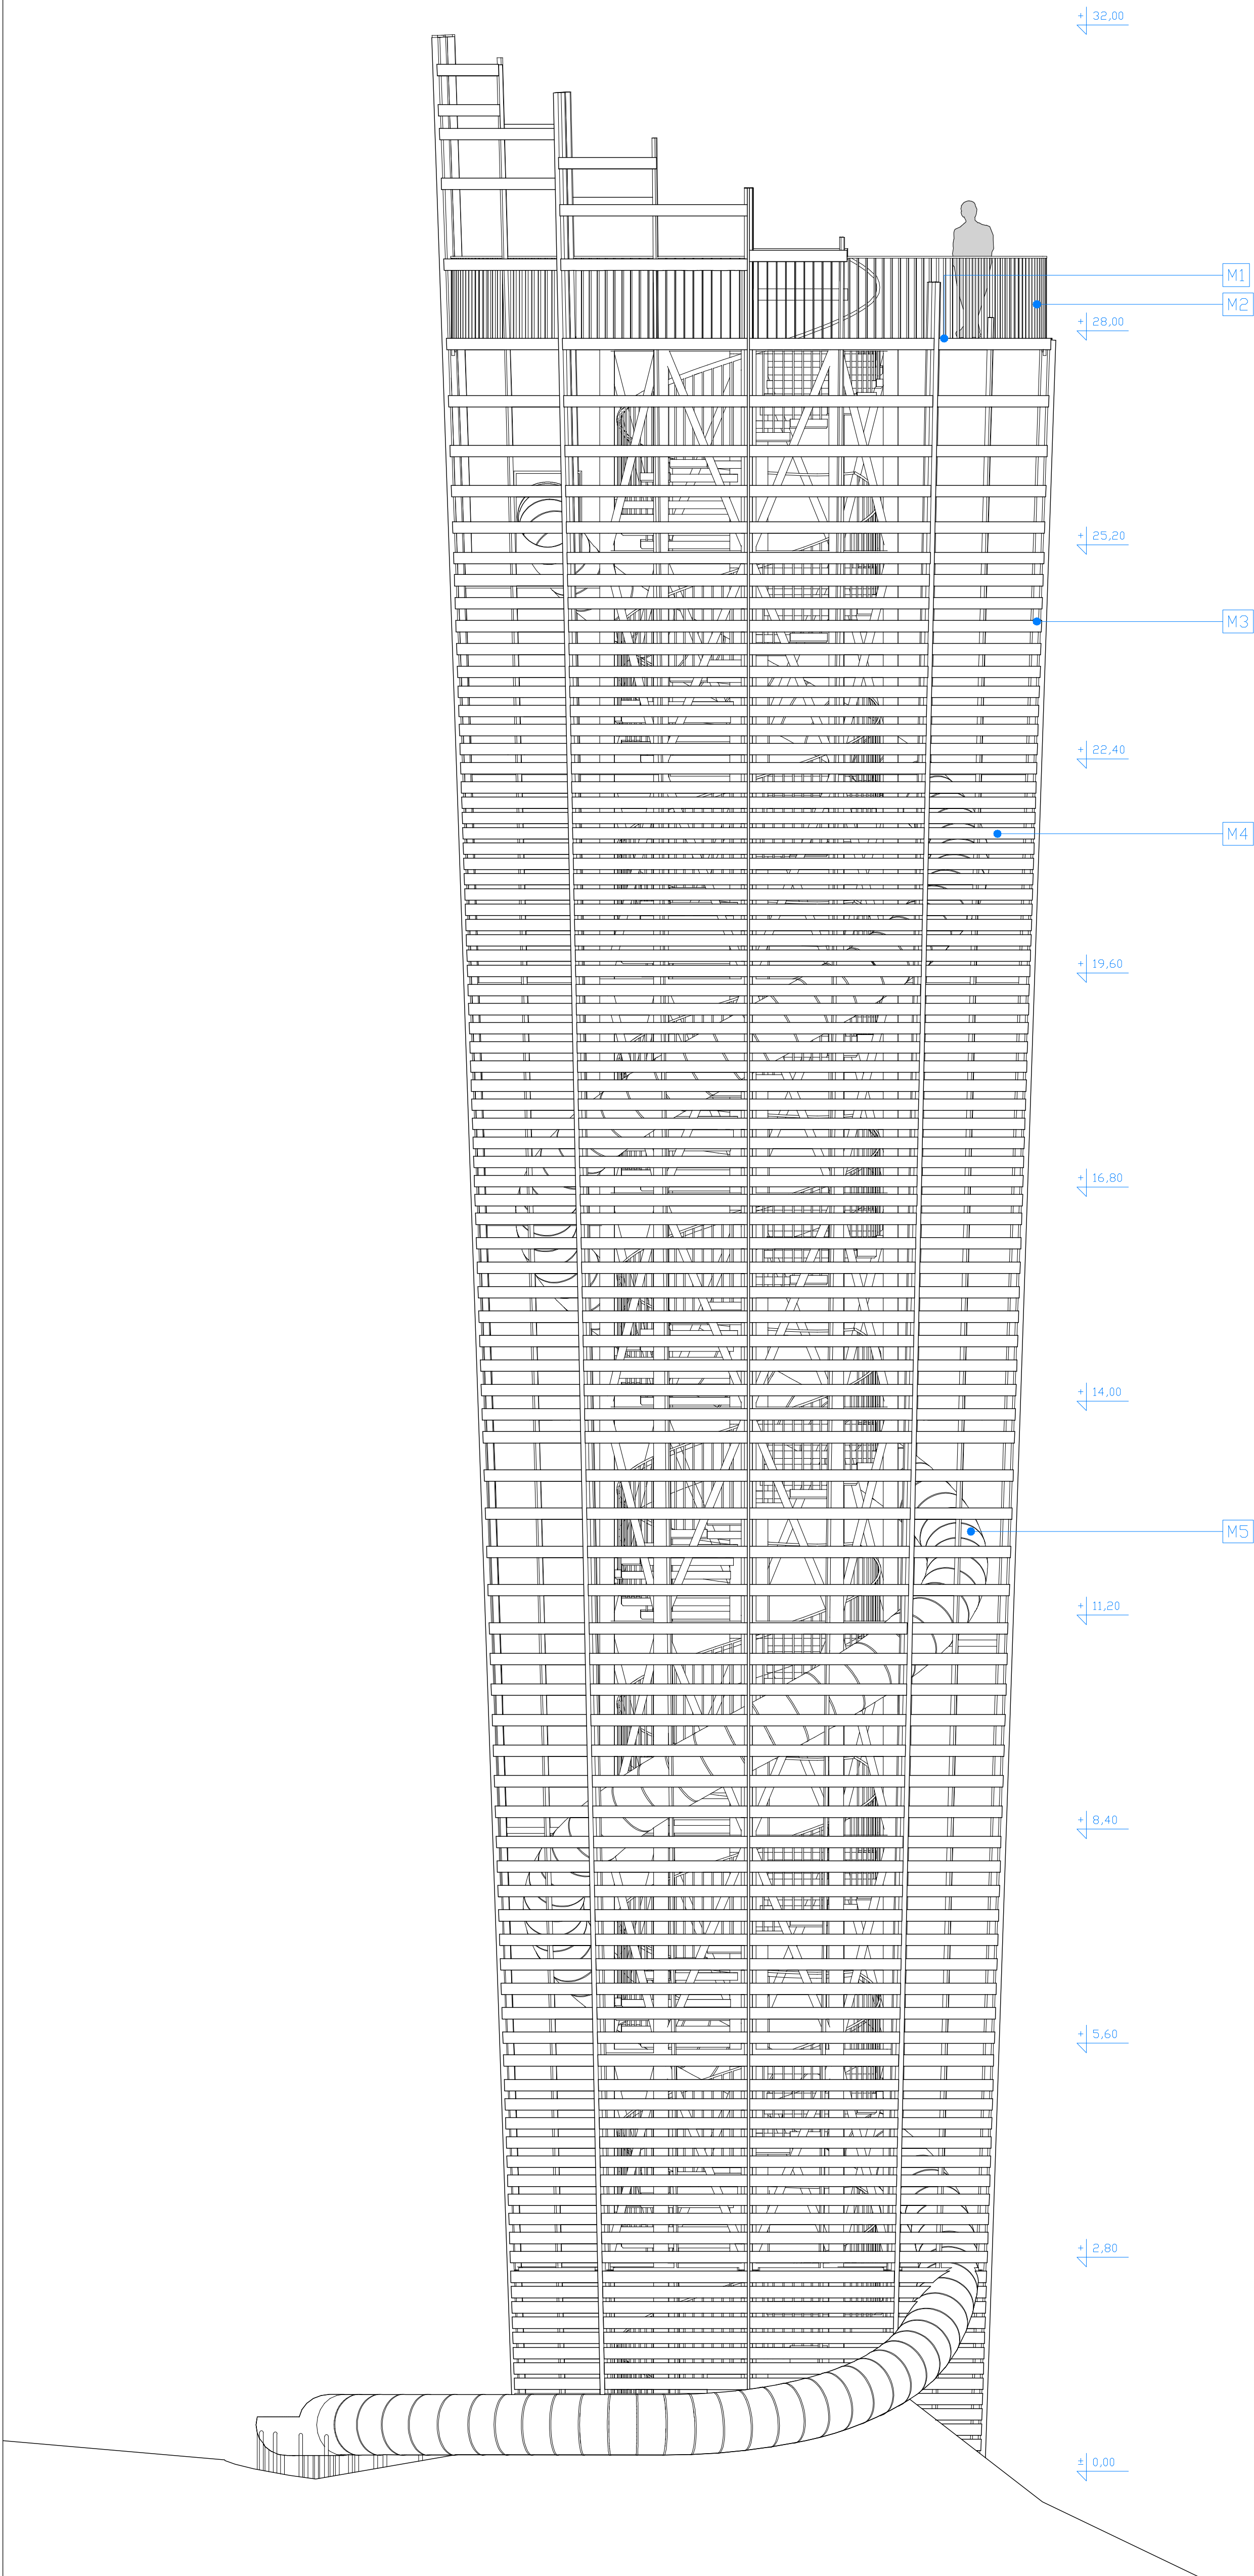 + 32,00
M1
M2
+ 28,00
+ 25,20
M3
+ 22,40
M4
+ 19,60
+ 16,80
+ 14,00
M5
+ 11,20
+ 8,40
+ 5,60
+ 2,80
± 0,00